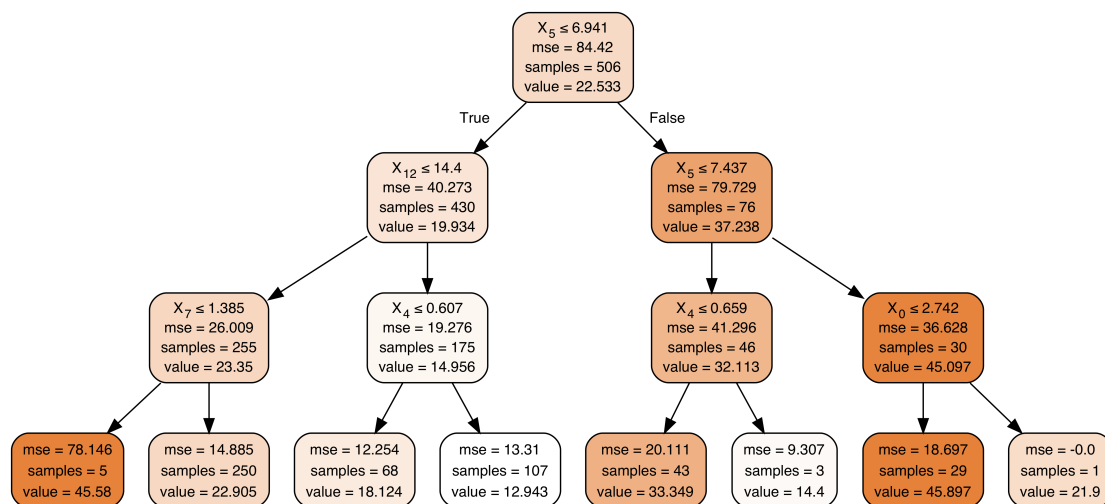 X5 ≤ 6.941
mse = 84.42
samples = 506
value = 22.533
True
False
X12 ≤ 14.4
mse = 40.273
samples = 430
value = 19.934
X5 ≤ 7.437
mse = 79.729
samples = 76
value = 37.238
X7 ≤ 1.385
mse = 26.009
samples = 255
value = 23.35
X4 ≤ 0.607
mse = 19.276
samples = 175
value = 14.956
X4 ≤ 0.659
mse = 41.296
samples = 46
value = 32.113
X0 ≤ 2.742
mse = 36.628
samples = 30
value = 45.097
mse = 78.146
samples = 5
value = 45.58
mse = 14.885
samples = 250
value = 22.905
mse = 12.254
samples = 68
value = 18.124
mse = 13.31
samples = 107
value = 12.943
mse = 20.111
samples = 43
value = 33.349
mse = 9.307
samples = 3
value = 14.4
mse = 18.697
samples = 29
value = 45.897
mse = -0.0
samples = 1
value = 21.9